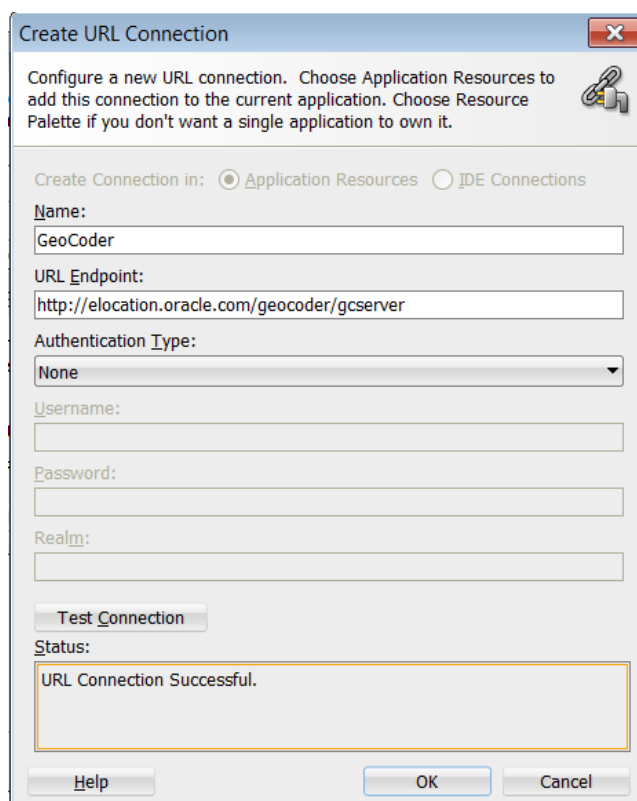 Create URL Connection
Configure a new URL connection.  Choose Application Resources to
add this connection to the current application. Choose Resource
Palette if you don't want a single application to own it.
Create Connection in: Application Resources IDE Connections
Name:
GeoCoder
URL Endpoint:
http://elocation.oracle.com/geocoder/gcserver
Authentication Type:
None
Username:
Password:
Realm:
Test Connection
Status:
URL Connection Successful.
Help OK Cancel